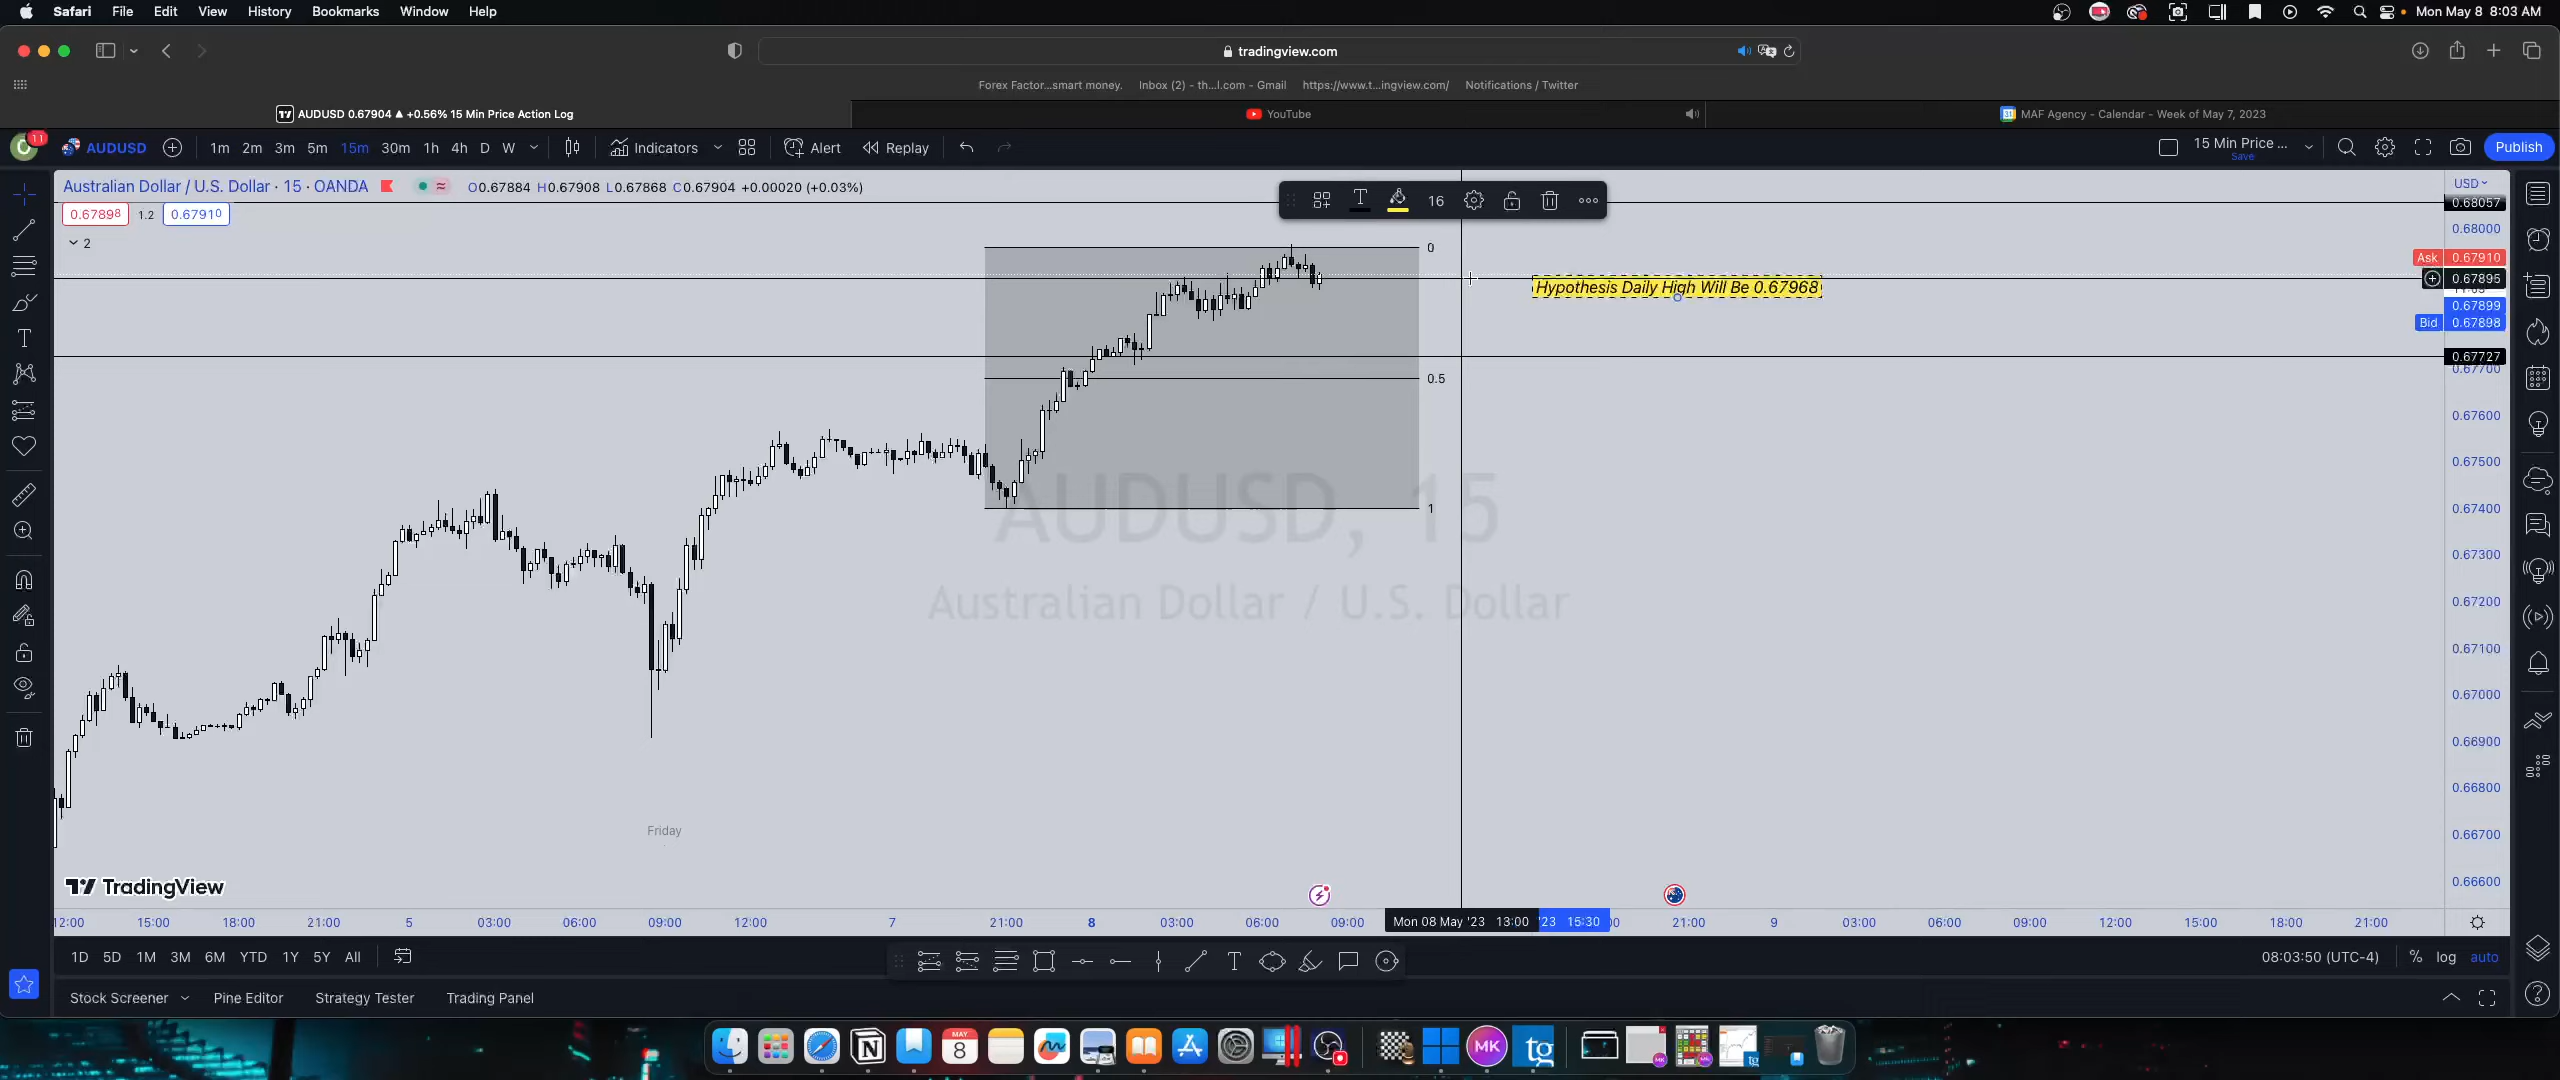 Safari File Edit View History Bookmarks Window Help Mon May 8 8:03 AM
tradingview.com
Forex Factor...smart money. Inbox (2) - th...l.com - Gmail https://www.t...ingview.com/ Notifications / Twitter
AUDUSD 0.67904 ▲ +0.56% 15 Min Price Action Log YouTube MAF Agency - Calendar - Week of May 7, 2023
C 11 AUDUSD 1m 2m 3m 5m 15m 30m 1h 4h D W Indicators Alert Replay 15 Min Price ... Save Publish
Australian Dollar / U.S. Dollar · 15 · OANDA O0.67884 H0.67908 L0.67868 C0.67904 +0.00020 (+0.03%)
0.67898 1.2 0.67910
2
16
USD
0.68057
0.68000
Ask 0.67910
0.67895
0.67899
Bid 0.67898
0.67727
0.67700
0.67600
0.67500
0.67400
0.67300
0.67200
0.67100
0.67000
0.66900
0.66800
0.66700
0.66600
0
0.5
1
Hypothesis Daily High Will Be 0.67968
AUDUSD, 15
Australian Dollar / U.S. Dollar
Friday
TradingView
12:00 15:00 18:00 21:00 5 03:00 06:00 09:00 12:00 7 21:00 8 03:00 06:00 09:00 Mon 08 May '23 13:00 '23 15:30 21:00 9 03:00 06:00 09:00 12:00 15:00 18:00 21:00
1D 5D 1M 3M 6M YTD 1Y 5Y All 08:03:50 (UTC-4) % log auto
Stock Screener Pine Editor Strategy Tester Trading Panel
MAY 8 MK tg